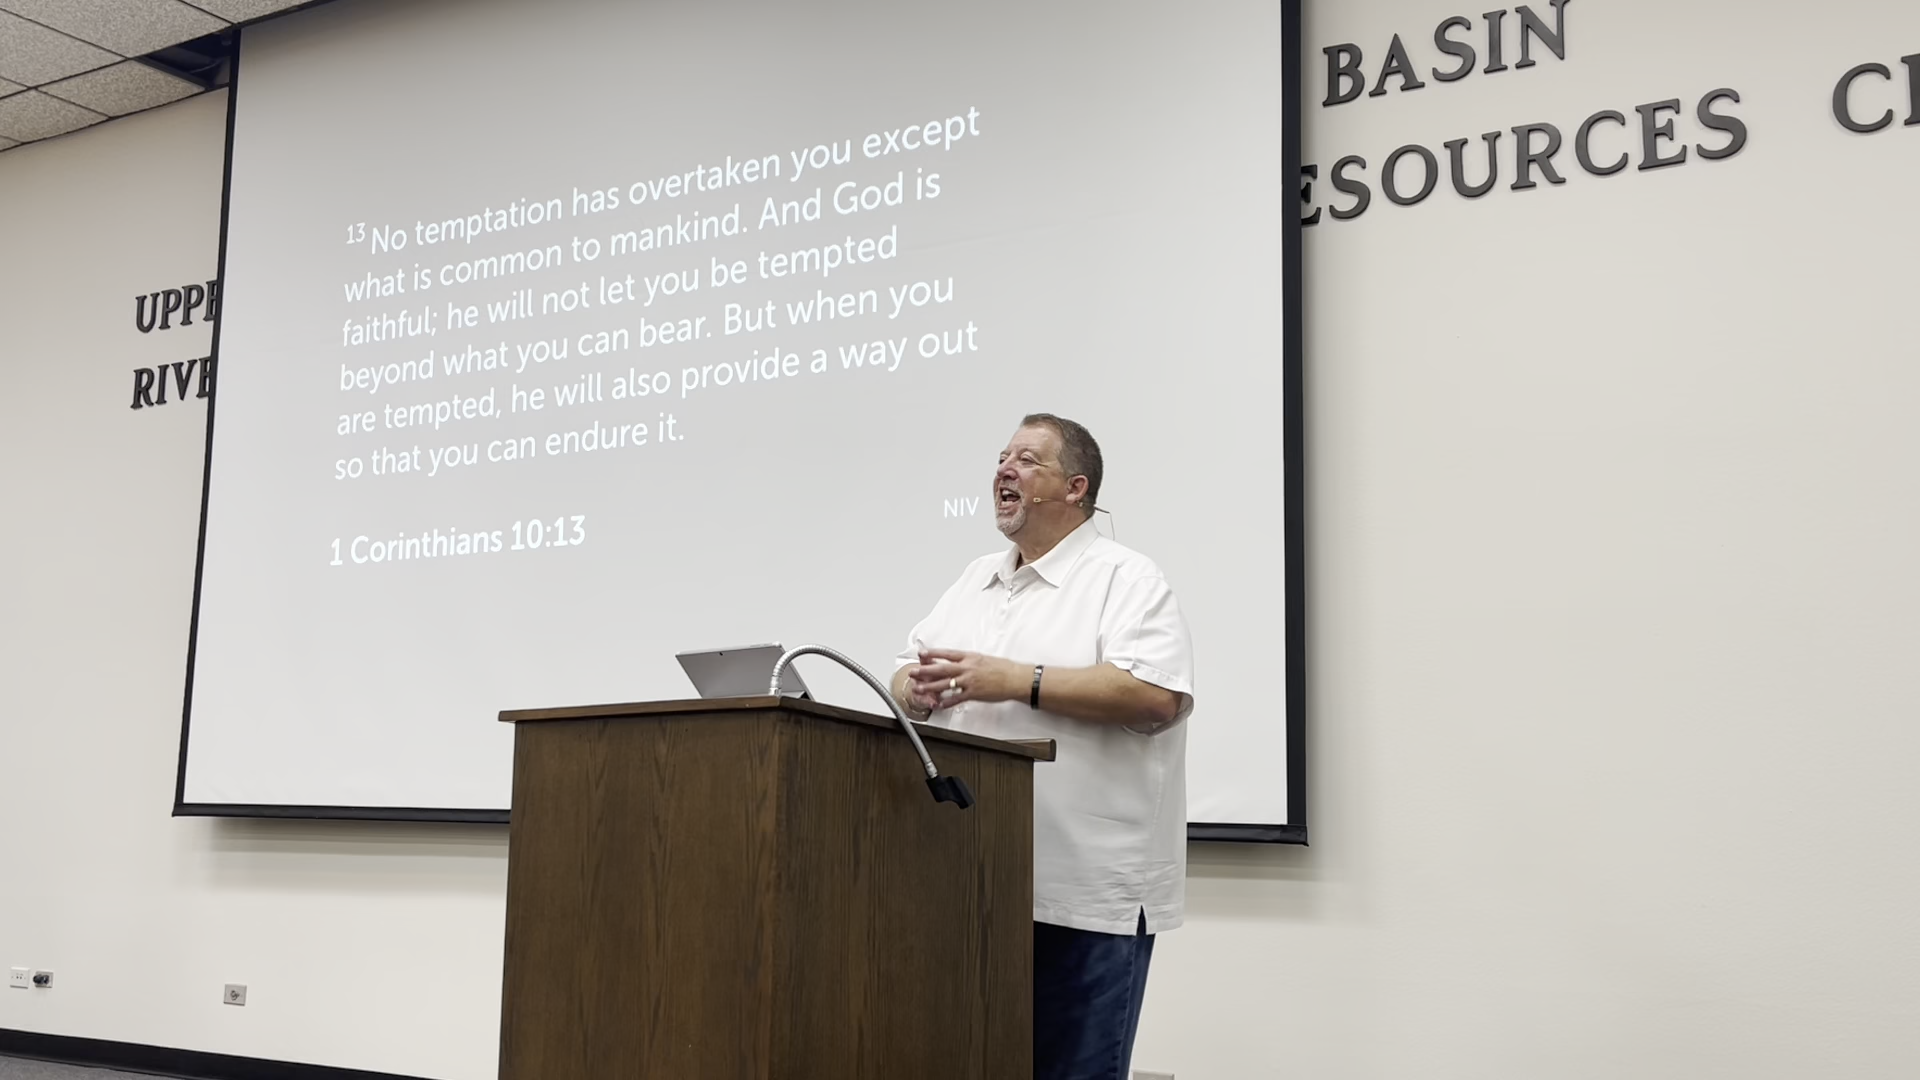 BASIN
ESOURCES
UPPE
RIVE
13 No temptation has overtaken you except
what is common to mankind. And God is
faithful; he will not let you be tempted
beyond what you can bear. But when you
are tempted, he will also provide a way out
so that you can endure it.
NIV
1 Corinthians 10:13